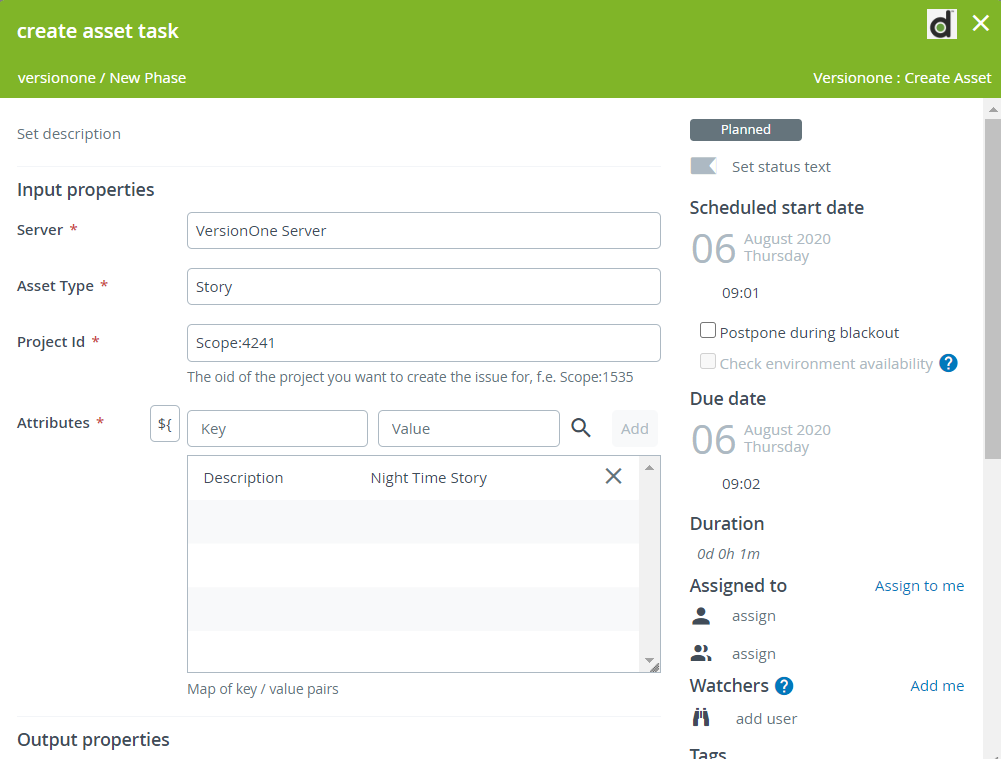 create asset task
d
versionone / New Phase
Versionone : Create Asset
Set description
Input properties
Server *
VersionOne Server
Asset Type *
Story
Project Id *
Scope:4241
The oid of the project you want to create the issue for, f.e. Scope:1535
Attributes *
${
Key
Value
Add
Description
Night Time Story
Map of key / value pairs
Output properties
Planned
Set status text
Scheduled start date
06
August 2020
Thursday
09:01
Postpone during blackout
Check environment availability ?
Due date
06
August 2020
Thursday
09:02
Duration
0d 0h 1m
Assigned to
Assign to me
assign
assign
Watchers ?
Add me
add user
Tags